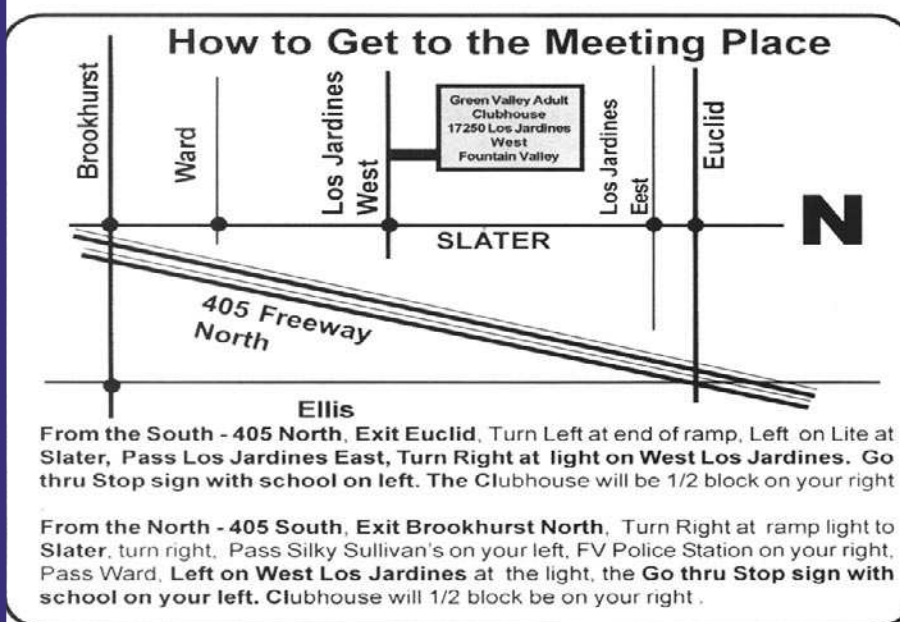 How to Get to the Meeting Place
Brookhurst
Ward
Los Jardines
West
Green Valley Adult
Clubhouse
17250 Los Jardines
West
Fountain Valley
Los Jardines
Eest
Euclid
N
SLATER
405 Freeway
North
Ellis
From the South - 405 North, Exit Euclid, Turn Left at end of ramp, Left on Lite at
Slater, Pass Los Jardines East, Turn Right at light on West Los Jardines. Go
thru Stop sign with school on left. The Clubhouse will be 1/2 block on your right
.
From the North - 405 South, Exit Brookhurst North, Turn Right at ramp light to
Slater, turn right, Pass Silky Sullivan's on your left, FV Police Station on your right,
Pass Ward, Left on West Los Jardines at the light, the Go thru Stop sign with
school on your left. Clubhouse will 1/2 block be on your right .